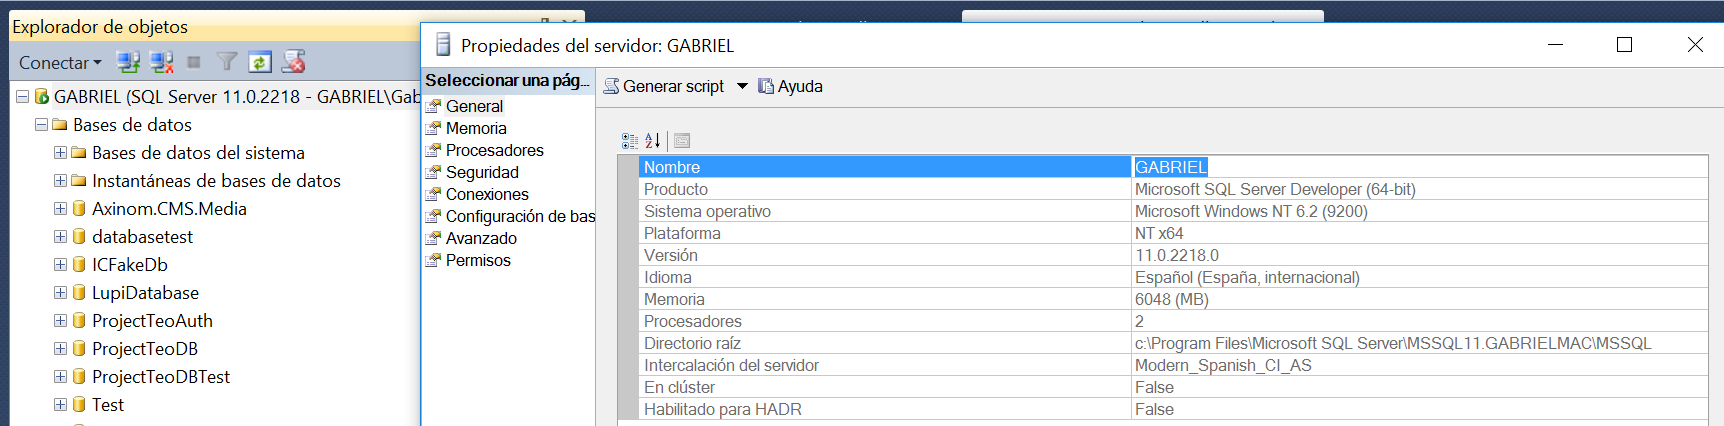 Explorador de objetos
Conectar
GABRIEL (SQL Server 11.0.2218 - GABRIEL\Gab
Bases de datos
Bases de datos del sistema
Instantáneas de bases de datos
Axinom.CMS.Media
databasetest
ICFakeDb
LupiDatabase
ProjectTeoAuth
ProjectTeoDB
ProjectTeoDBTest
Test
Propiedades del servidor: GABRIEL
Seleccionar una pág...
General
Memoria
Procesadores
Seguridad
Conexiones
Configuración de bas
Avanzado
Permisos
Generar script Ayuda
Nombre GABRIEL
Producto Microsoft SQL Server Developer (64-bit)
Sistema operativo Microsoft Windows NT 6.2 (9200)
Plataforma NT x64
Versión 11.0.2218.0
Idioma Español (España, internacional)
Memoria 6048 (MB)
Procesadores 2
Directorio raíz c:\Program Files\Microsoft SQL Server\MSSQL11.GABRIELMAC\MSSQL
Intercalación del servidor Modern_Spanish_CI_AS
En clúster False
Habilitado para HADR False